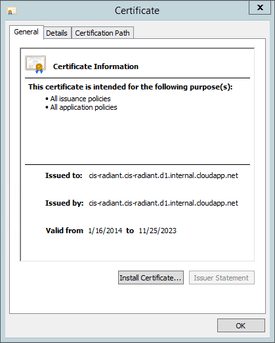 Certificate
General
Details
Certification Path
Certificate Information
This certificate is intended for the following purpose(s):
• All issuance policies
• All application policies
Issued to: cis-radiant.cis-radiant.d1.internal.cloudapp.net
Issued by: cis-radiant.cis-radiant.d1.internal.cloudapp.net
Valid from 1/16/2014 to 11/25/2023
Install Certificate...
Issuer Statement
OK